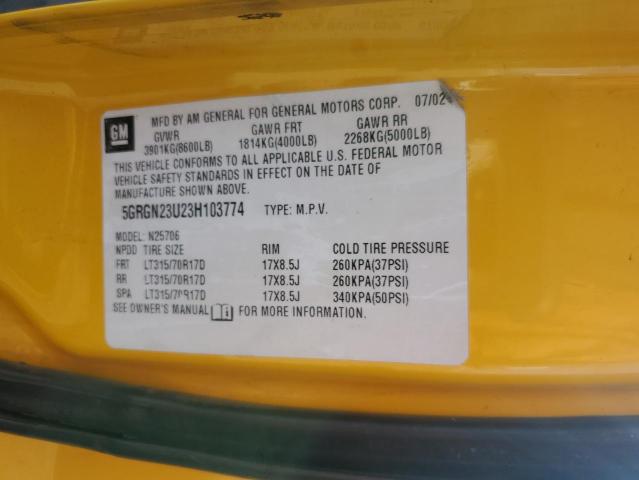 GM
MFD BY AM GENERAL FOR GENERAL MOTORS CORP. 07/02
GVWR GAWR FRT GAWR RR
3901KG(8600LB) 1814KG(4000LB) 2268KG(5000LB)
THIS VEHICLE CONFORMS TO ALL APPLICABLE U.S. FEDERAL MOTOR
VEHICLE SAFETY STANDARDS IN EFFECT ON THE DATE OF
MANUFACTURE SHOWN ABOVE.
5GRGN23U23H103774 TYPE: M.P.V.
MODEL: N25706
NPDD TIRE SIZE RIM COLD TIRE PRESSURE
FRT LT315/70R17D 17X8.5J 260KPA(37PSI)
RR LT315/70R17D 17X8.5J 260KPA(37PSI)
SPA LT315/70R17D 17X8.5J 340KPA(50PSI)
SEE OWNER'S MANUAL FOR MORE INFORMATION.